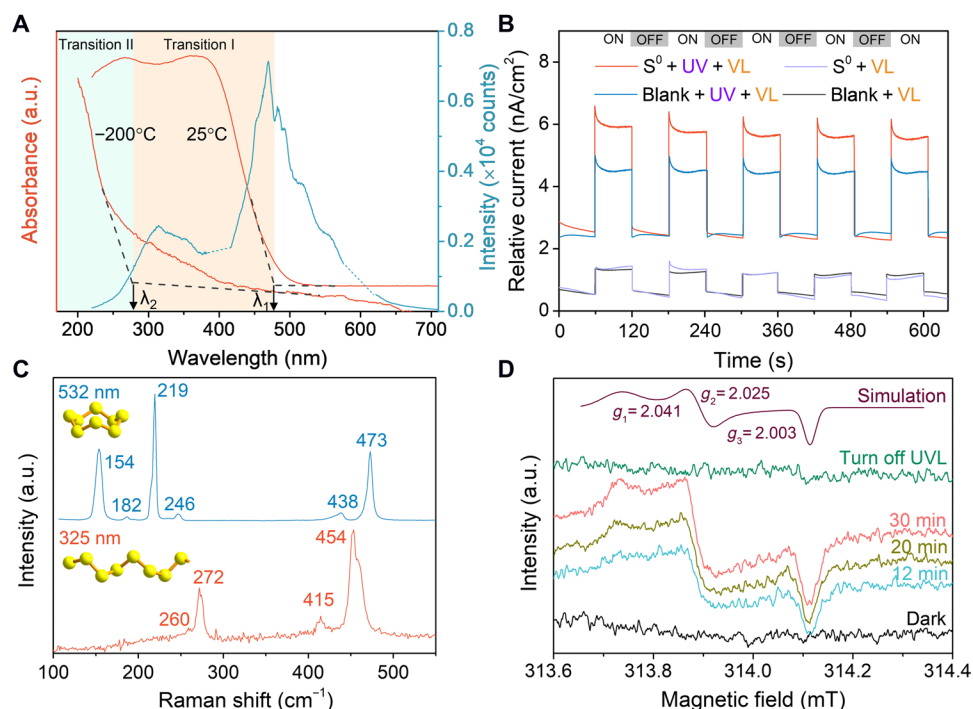 A
Transition II
Transition I
−200°C
25°C
λ₂
λ₁
Absorbance (a.u.)
Intensity (×10⁴ counts)
0.8
0.6
0.4
0.2
0.0
200
300
400
500
600
700
Wavelength (nm)
B
ON
OFF
ON
OFF
ON
OFF
ON
OFF
ON
S⁰ + UV + VL
S⁰ + VL
Blank + UV + VL
Blank + VL
Relative current (nA/cm²)
8
6
4
2
0
0
120
240
360
480
600
Time (s)
C
532 nm
154
182
219
246
438
473
325 nm
260
272
415
454
Intensity (a.u.)
100
200
300
400
500
Raman shift (cm⁻¹)
D
Simulation
g₁ = 2.041
g₂ = 2.025
g₃ = 2.003
Turn off UVL
30 min
20 min
12 min
Dark
Intensity (a.u.)
313.6
313.8
314.0
314.2
314.4
Magnetic field (mT)